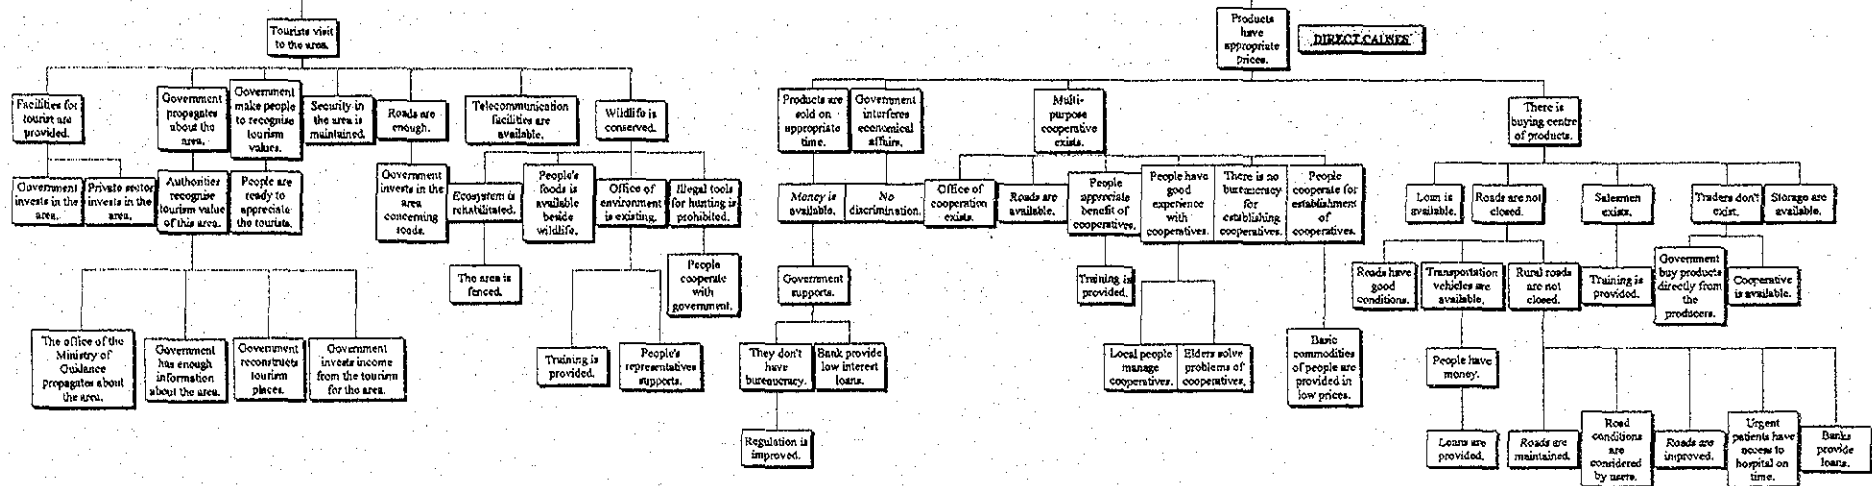 Tourists visit
to the area.
Products
have
appropriate
prices.
DIRECT CAUSES
Facilities for
tourist are
provided.
Government
propagates
about the
area.
Government
make people
to recognise
tourism
values.
Security in
the area is
maintained.
Roads are
enough.
Telecommunication
facilities are
available.
Wildlife is
conserved.
Products are
sold on
appropriate
time.
Government
interferes
economical
affairs.
Multi-
purpose
cooperative
exists.
There is
buying centre
of products.
Government
invests in
the area.
Private sector
invests in the
area.
Authorities
recognise
tourism value
of this area.
People are
ready to
appreciate
the tourists.
Government
invests in the
area
concerning
roads.
Ecosystem is
rehabilitated.
People's
foods is
available
beside
wildlife.
Office of
environment
is existing.
Illegal tools
for hunting is
prohibited.
Money is
available.
No
discrimination.
Office of
cooperation
exists.
Roads are
available.
People
appreciate
benefit of
cooperatives.
People have
good
experience
with
cooperatives.
There is no
bureaucracy
for
establishing
cooperatives.
People
cooperate for
establishment
of
cooperatives.
Loan is
available.
Roads are not
closed.
Salesmen
exists.
Traders don't
exist.
Storage are
available.
The area is
fenced.
People
cooperate
with
government.
Government
supports.
Training is
provided.
Roads have
good
conditions.
Transportation
vehicles are
available.
Rural roads
are not
closed.
Training is
provided.
Government
buy products
directly from
the
producers.
Cooperative
is available.
The office of the
Ministry of
Guidance
propagates about
the area.
Government
has enough
information
about the area.
Government
reconstructs
tourism
places.
Government
invests income
from the tourism
for the area.
Training is
provided.
People's
representatives
supports.
They don't
have
bureaucracy.
Bank provide
low interest
loans.
Local people
manage
cooperatives.
Elders solve
problems of
cooperatives.
Basic
commodities
of people are
provided in
low prices.
People have
money.
Regulation is
improved.
Loans are
provided.
Roads are
maintained.
Road
conditions
are
considered
by users.
Roads are
improved.
Urgent
patients have
access to
hospital on
time.
Banks
provide
loans.